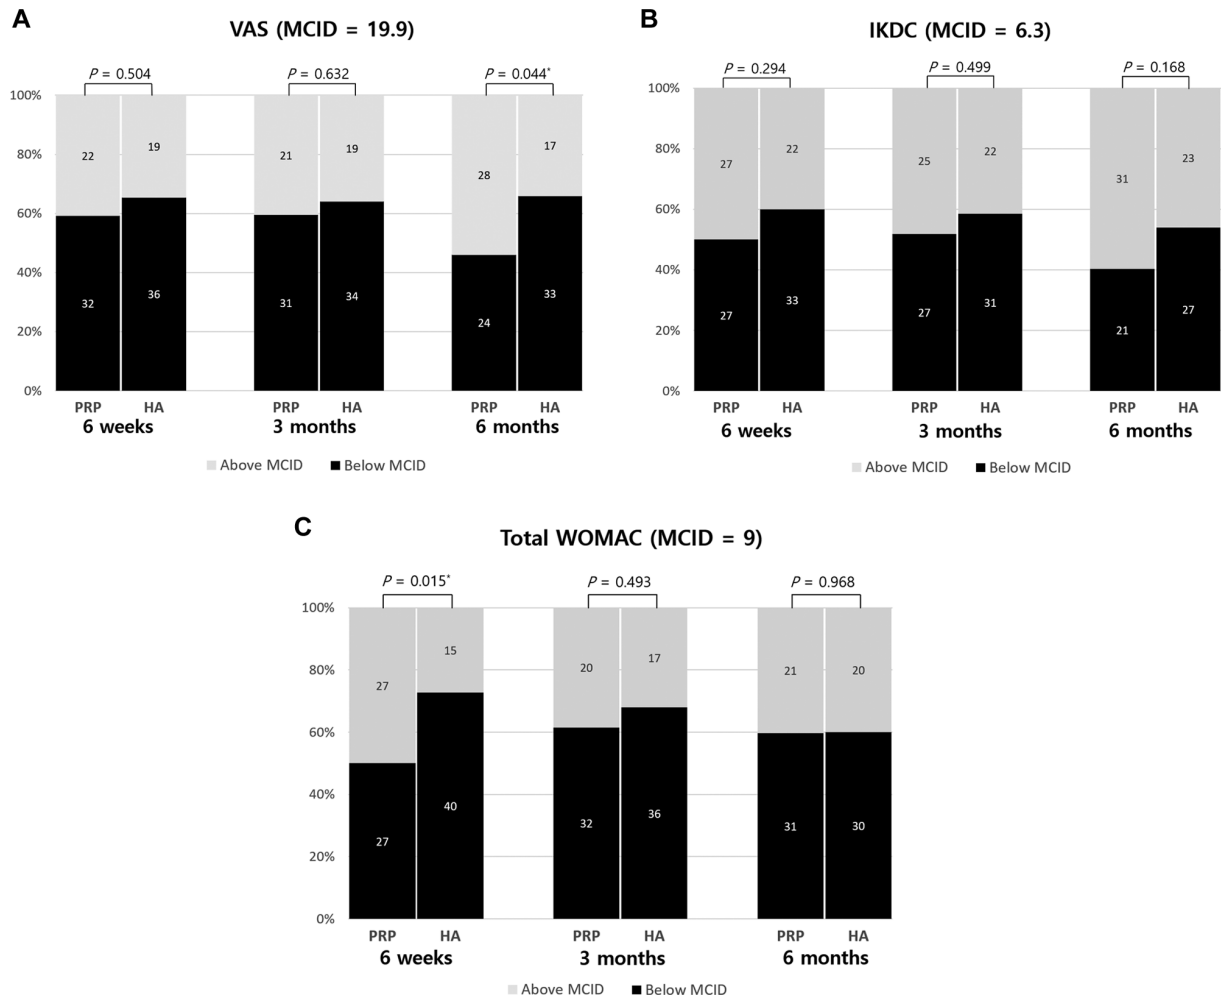 A
VAS (MCID = 19.9)
P = 0.504
P = 0.632
P = 0.044*
100%
80%
60%
40%
20%
0%
22
19
21
19
28
17
32
36
31
34
24
33
PRP HA PRP HA PRP HA
6 weeks 3 months 6 months
Above MCID Below MCID
B
IKDC (MCID = 6.3)
P = 0.294
P = 0.499
P = 0.168
100%
80%
60%
40%
20%
0%
27
22
25
22
31
23
27
33
27
31
21
27
PRP HA PRP HA PRP HA
6 weeks 3 months 6 months
Above MCID Below MCID
C
Total WOMAC (MCID = 9)
P = 0.015*
P = 0.493
P = 0.968
100%
80%
60%
40%
20%
0%
27
15
20
17
21
20
27
40
32
36
31
30
PRP HA PRP HA PRP HA
6 weeks 3 months 6 months
Above MCID Below MCID